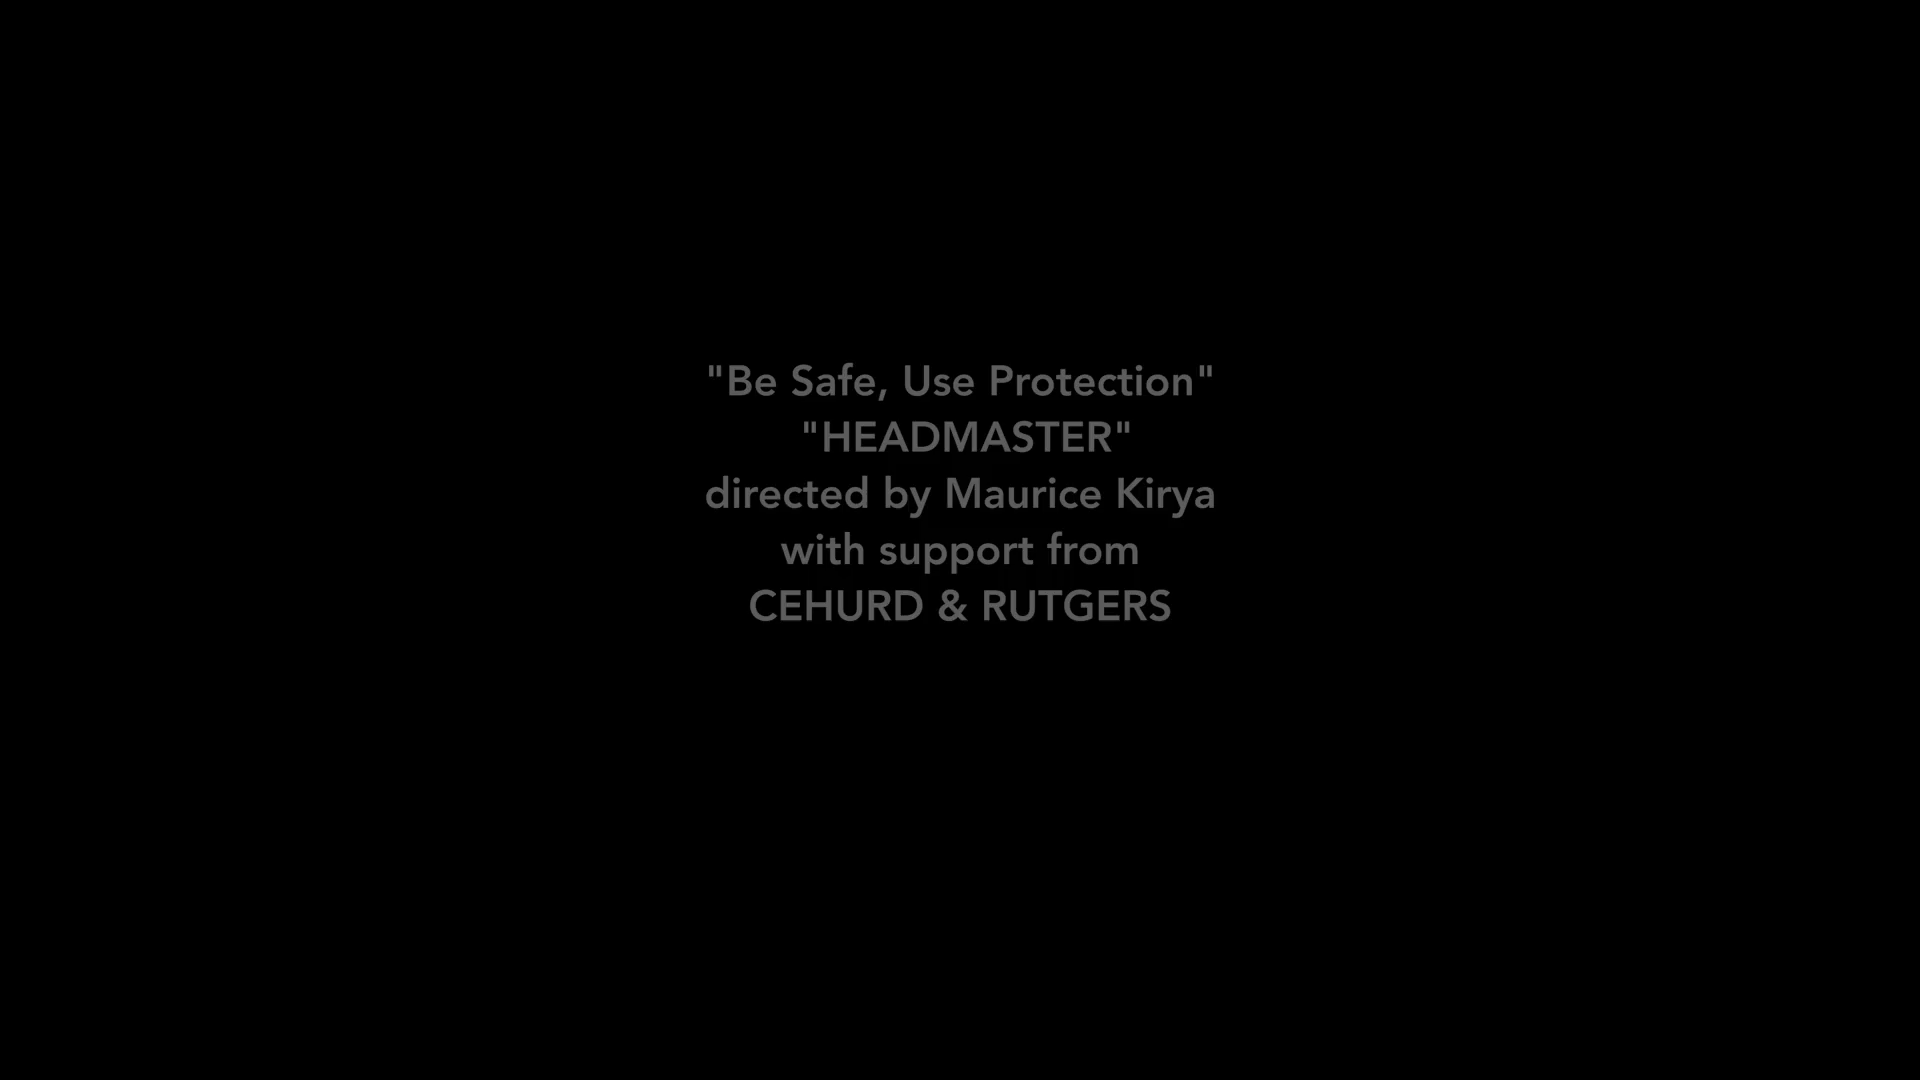 "Be Safe, Use Protection"
"HEADMASTER"
directed by Maurice Kirya
with support from
CEHURD & RUTGERS